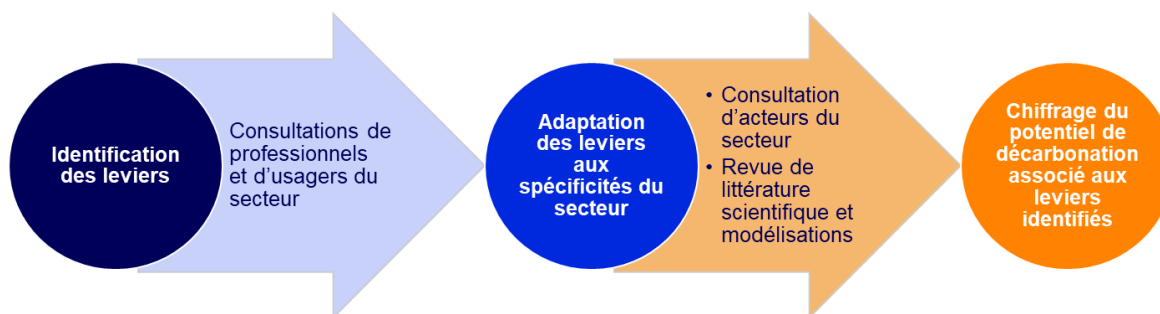 Identification
des leviers
Consultations de
professionnels
et d'usagers du
secteur
Adaptation
des leviers
aux
spécificités du
secteur
• Consultation
d'acteurs du
secteur
• Revue de
littérature
scientifique et
modélisations
Chiffrage du
potentiel de
décarbonation
associé aux
leviers
identifiés